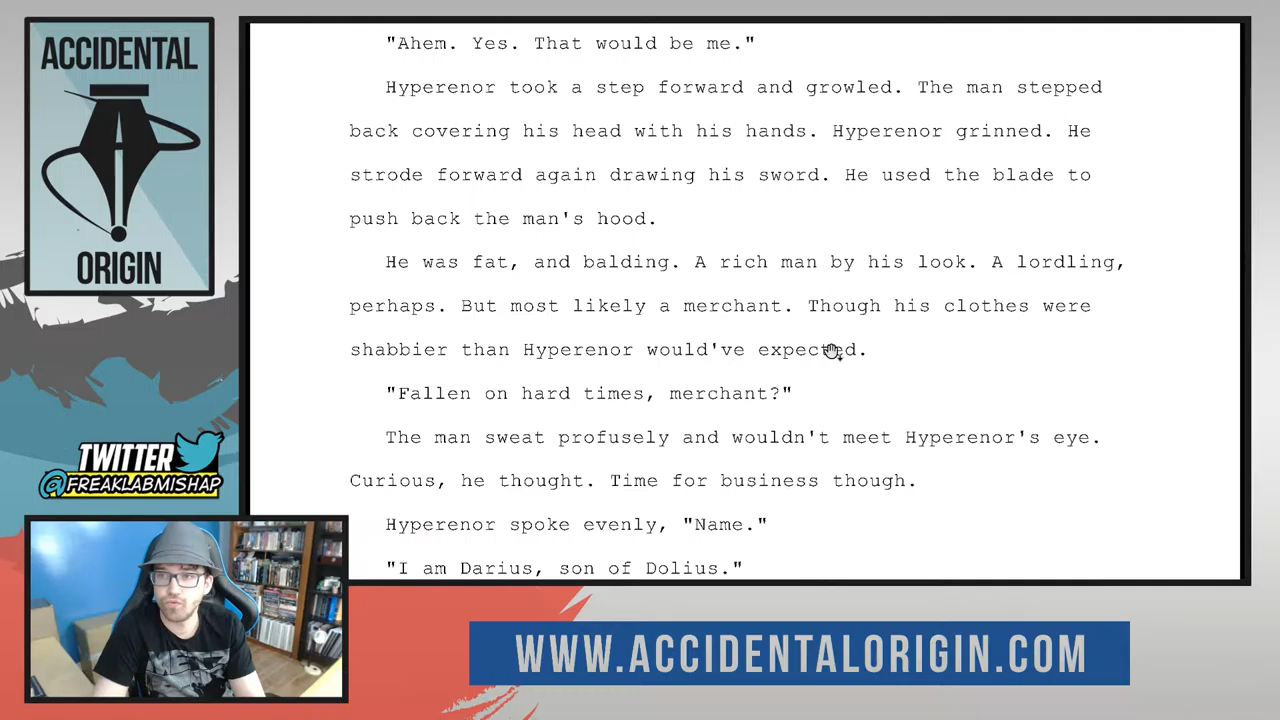 ACCIDENTAL
ORIGIN
"Ahem. Yes. That would be me."
Hyperenor took a step forward and growled. The man stepped
back covering his head with his hands. Hyperenor grinned. He
strode forward again drawing his sword. He used the blade to
push back the man's hood.
He was fat, and balding. A rich man by his look. A lordling,
perhaps. But most likely a merchant. Though his clothes were
shabbier than Hyperenor would've expected.
"Fallen on hard times, merchant?"
The man sweat profusely and wouldn't meet Hyperenor's eye.
Curious, he thought. Time for business though.
Hyperenor spoke evenly, "Name."
"I am Darius, son of Dolius."
TWITTER
@FREAKLABMISHAP
WWW.ACCIDENTALORIGIN.COM